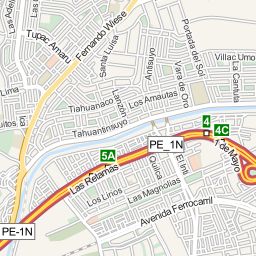 Tupac Amaru
Fernando Wiese
Santa Luisa
Antisuyo
Portada del Sol
Villac Umo
La Cantuta
Vara de Oro
Lima
Tiahuanaco
Lanzón
Los Amautas
Tahuantinsuyo
4
4C
1 de Mayo
5A
PE_1N
El Inti
Quilca
Las Retamas
Los Linos
Las Magnolias
PE-1N
Avenida Ferrocarril